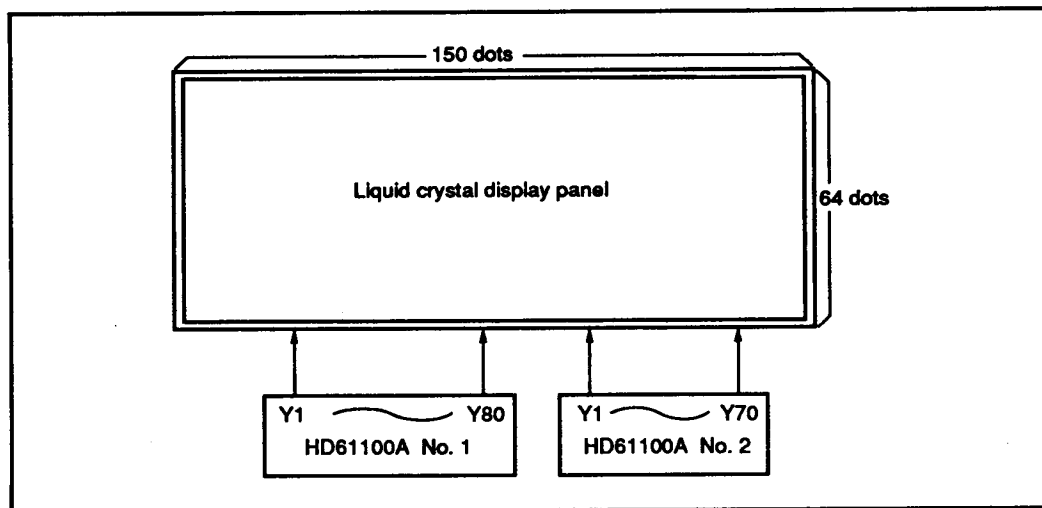 150 dots
Liquid crystal display panel
64 dots
Y1 Y80
HD61100A No. 1
Y1 Y70
HD61100A No. 2